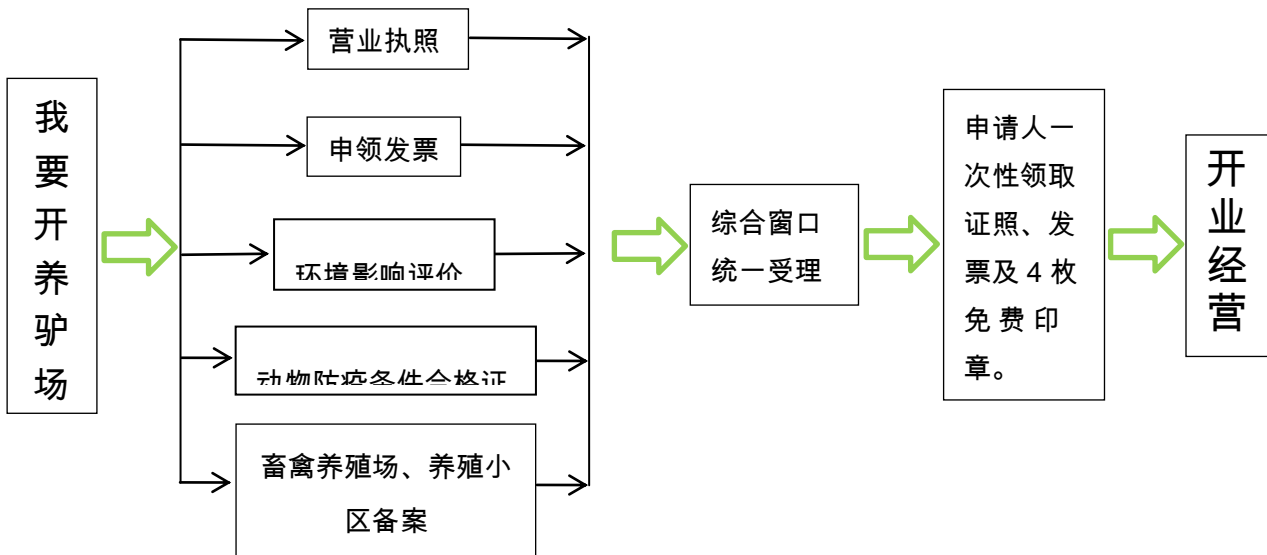 我要开养驴场
营业执照
申领发票
环境影响评价
动物防疫条件合格证
畜禽养殖场、养殖小
区备案
综合窗口
统一受理
申请人一
次性领取
证照、发
票及4枚
免费印
章。
开业经营